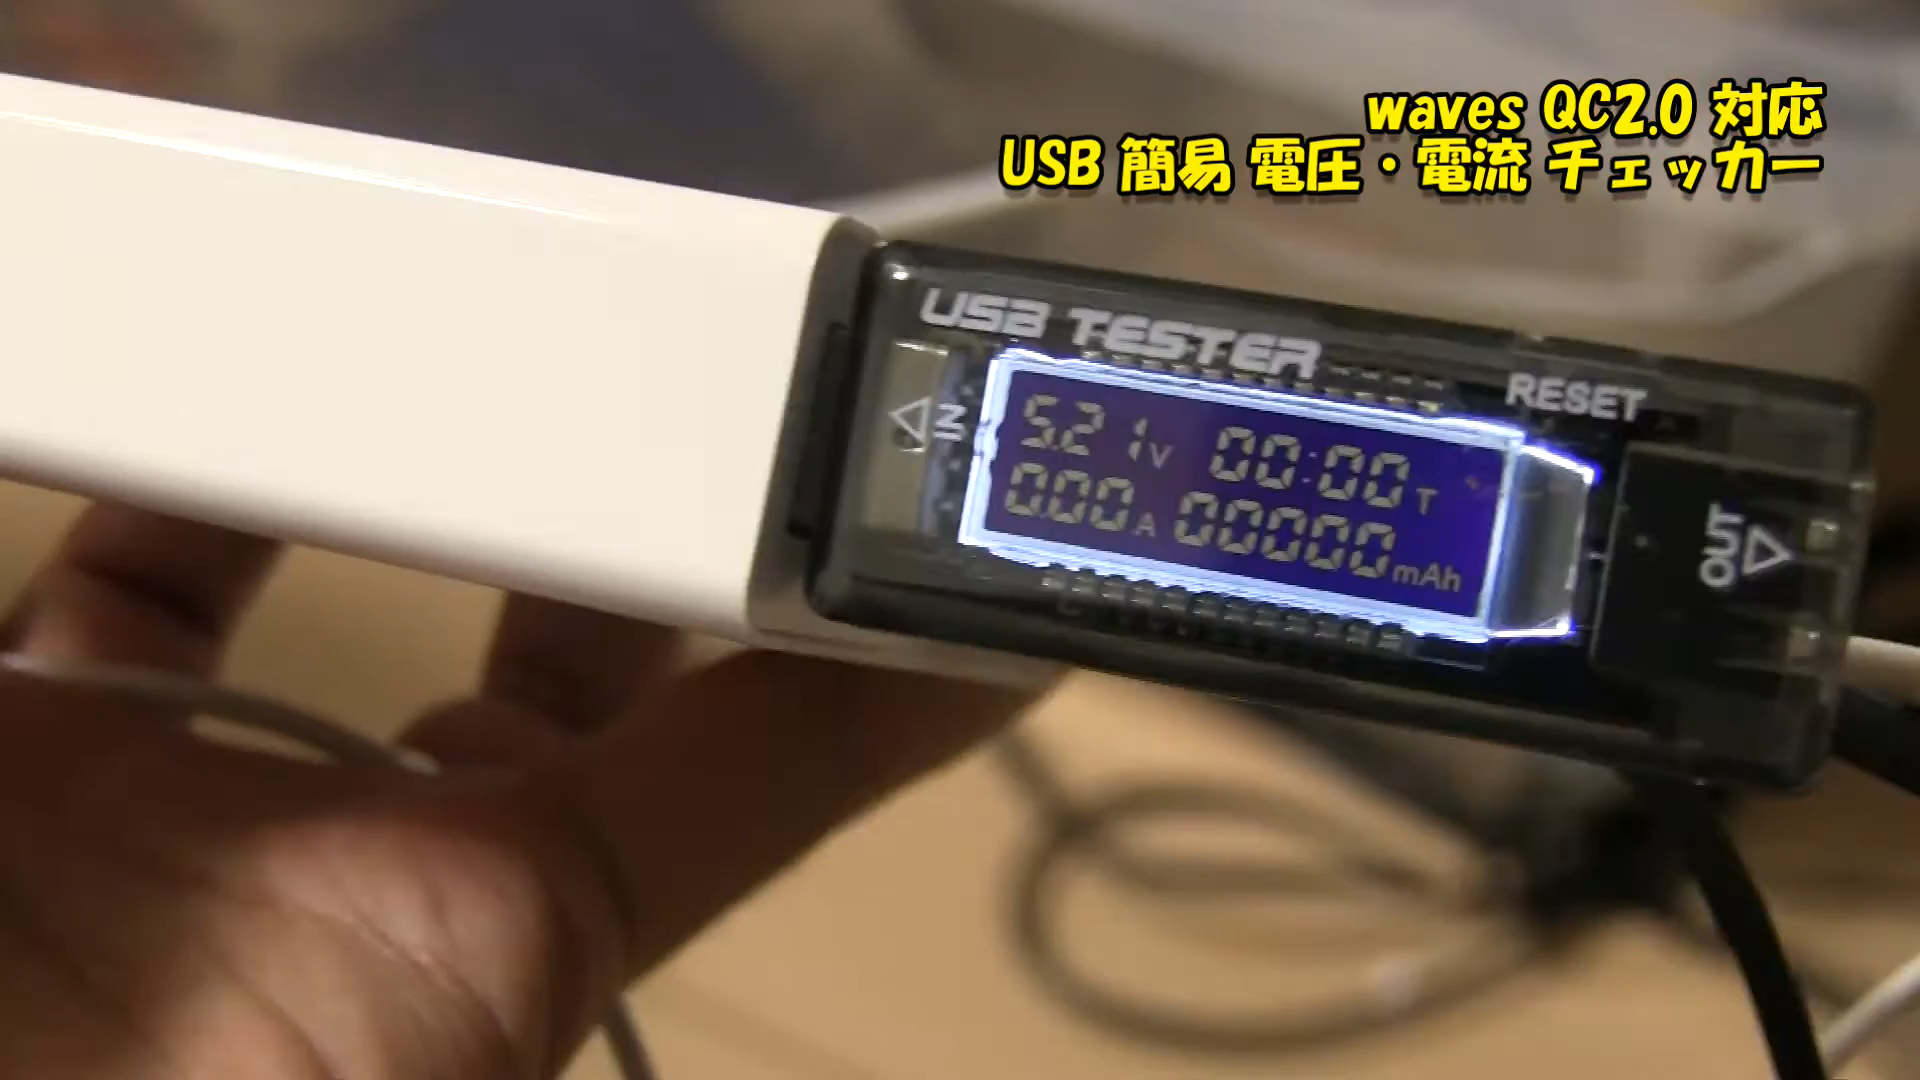 waves QC2.0 対応
USB 簡易 電圧・電流 チェッカー
USB TESTER
RESET
IN
5.21V 00:00T
0.00A 00000mAh
OUT